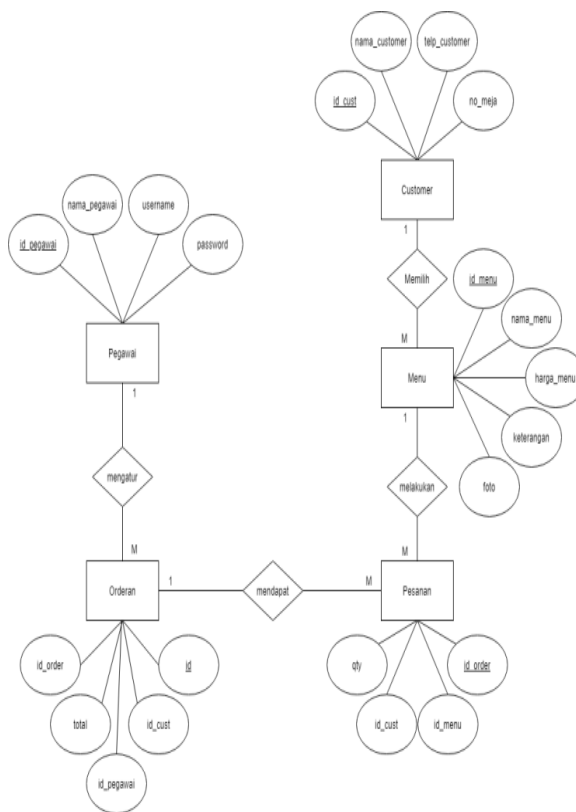 nama_customer
telp_customer
id_cust
no_meja
Customer
1
Memilih
M
nama_pegawai
username
id_pegawai
password
Pegawai
1
mengatur
M
id_menu
nama_menu
harga_menu
keterangan
foto
Menu
1
melakukan
M
Orderan
1
mendapat
M
Pesanan
id_order
id
total
id_cust
id_pegawai
qty
id_order
id_cust
id_menu